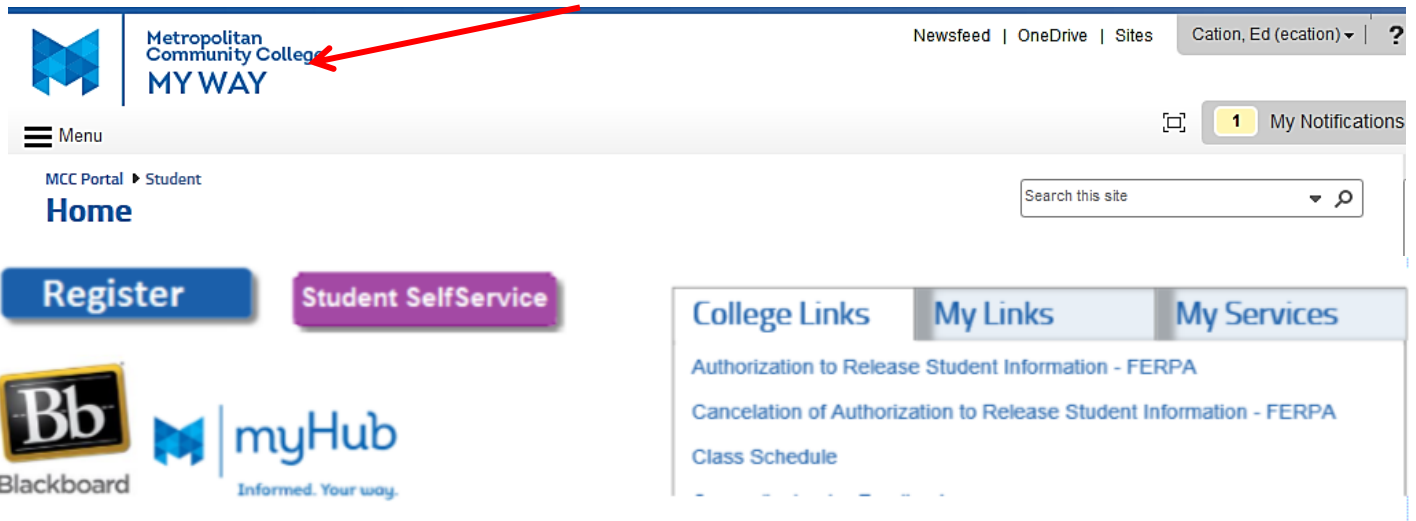 Metropolitan
Community College
MY WAY
Newsfeed | OneDrive | Sites
Cation, Ed (ecation) | ?
Menu
1 My Notifications
MCC Portal Student
Home
Search this site
Register
Student SelfService
Bb
Blackboard
myHub
Informed. Your way.
College Links My Links My Services
Authorization to Release Student Information - FERPA
Cancelation of Authorization to Release Student Information - FERPA
Class Schedule